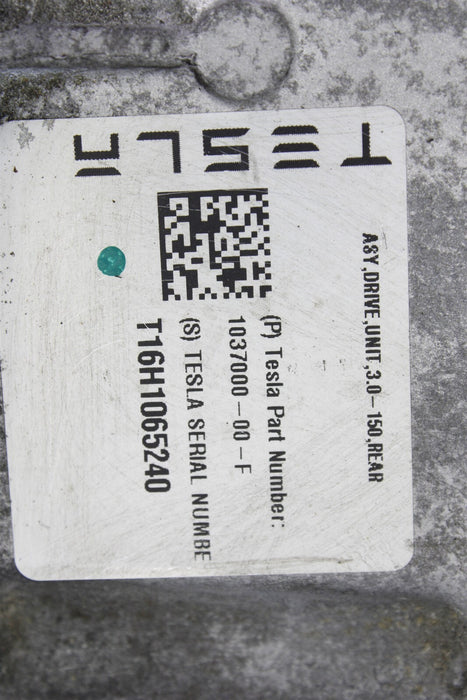 TESLA
ASY,DRIVE,UNIT,3.0-150,REAR
(P) Tesla Part Number:
1037000-00-F
(S) TESLA SERIAL NUMBE
T16H1065240